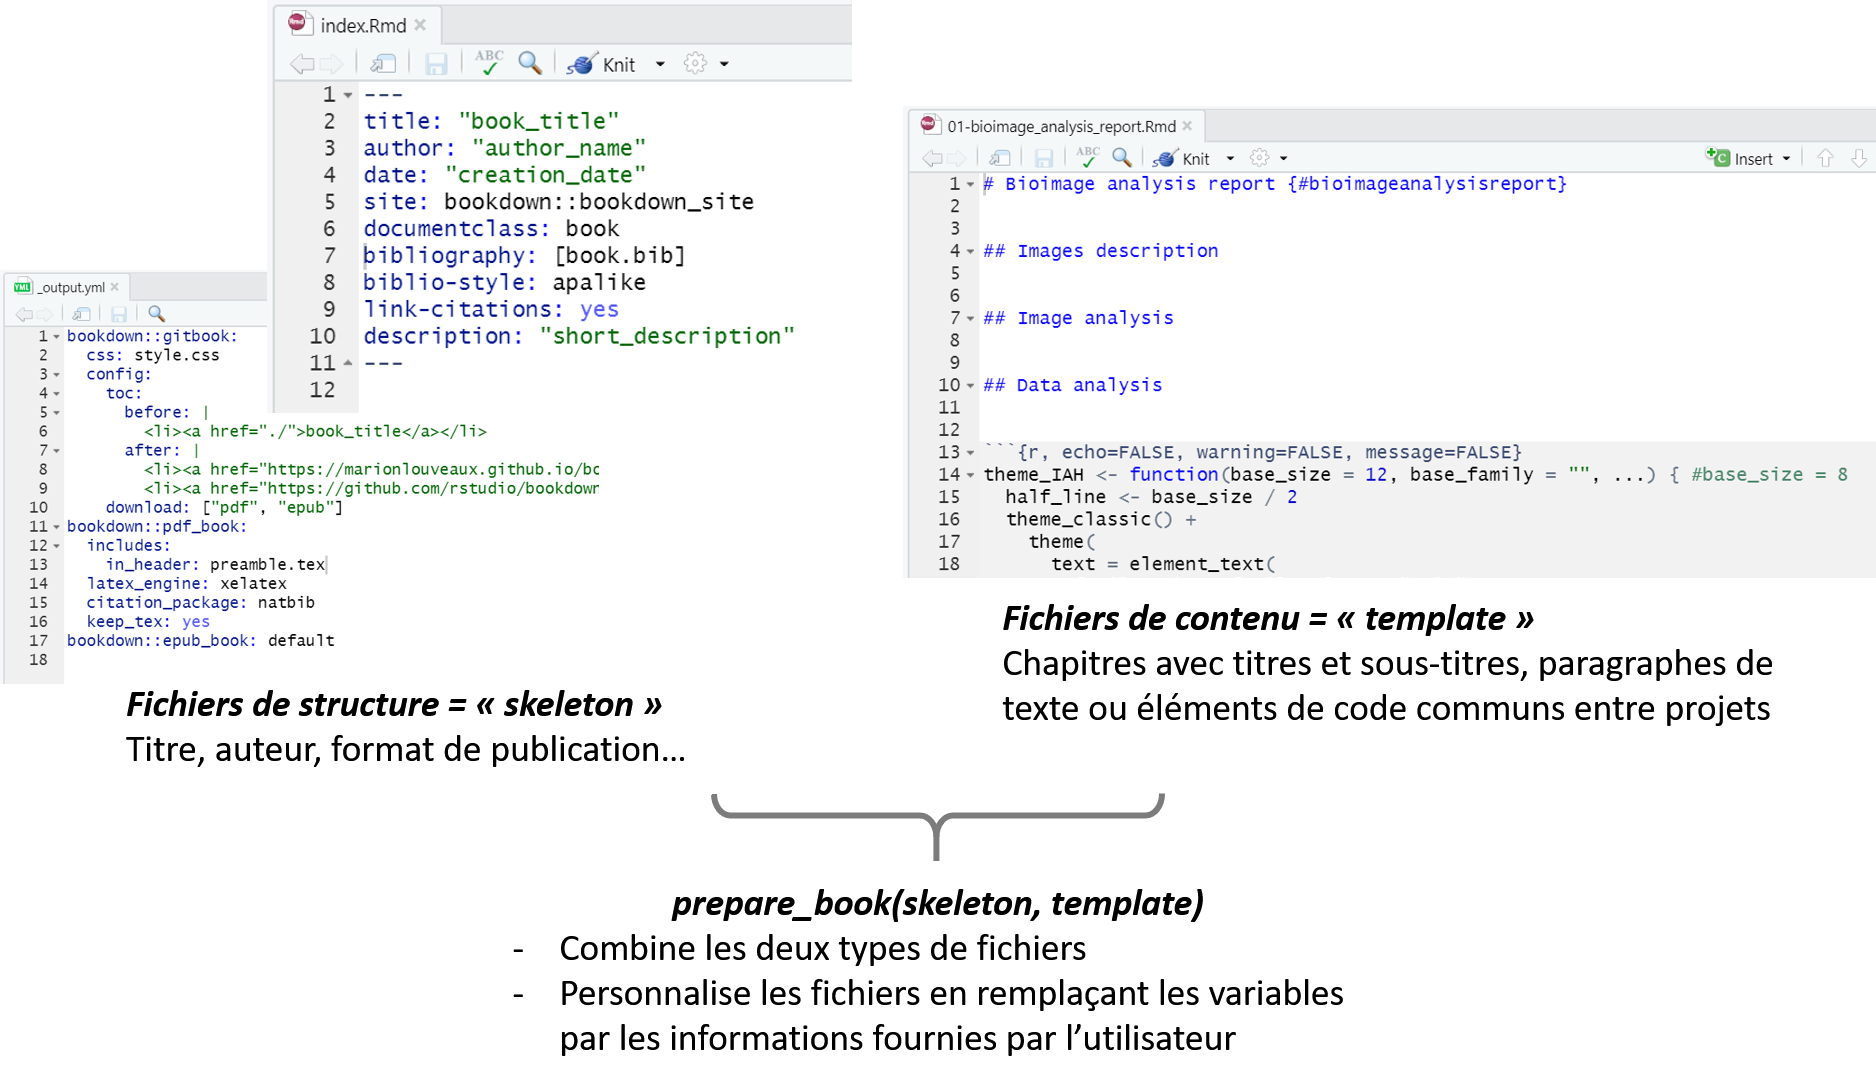 index.Rmd
ABC
Knit
1 ---
2 title: "book_title"
3 author: "author_name"
4 date: "creation_date"
5 site: bookdown::bookdown_site
6 documentclass: book
7 bibliography: [book.bib]
8 biblio-style: apalike
9 link-citations: yes
10 description: "short_description"
11 ---
12
_output.yml
1 bookdown::gitbook:
2 css: style.css
3 config:
4 toc:
5 before: |
6 <li><a href="./">book_title</a></li>
7 after: |
8 <li><a href="https://marionlouveaux.github.io/bc
9 <li><a href="https://github.com/rstudio/bookdown
10 download: ["pdf", "epub"]
11 bookdown::pdf_book:
12 includes:
13 in_header: preamble.tex
14 latex_engine: xelatex
15 citation_package: natbib
16 keep_tex: yes
17 bookdown::epub_book: default
18
Fichiers de structure = « skeleton »
Titre, auteur, format de publication...
01-bioimage_analysis_report.Rmd
ABC
Knit
Insert
1 # Bioimage analysis report {#bioimageanalysisreport}
2
3
4 ## Images description
5
6
7 ## Image analysis
8
9
10 ## Data analysis
11
12
13 ```{r, echo=FALSE, warning=FALSE, message=FALSE}
14 theme_IAH <- function(base_size = 12, base_family = "", ...) { #base_size = 8
15 half_line <- base_size / 2
16 theme_classic() +
17 theme(
18 text = element_text(
Fichiers de contenu = « template »
Chapitres avec titres et sous-titres, paragraphes de
texte ou éléments de code communs entre projets
prepare_book(skeleton, template)
- Combine les deux types de fichiers
- Personnalise les fichiers en remplaçant les variables
par les informations fournies par l'utilisateur